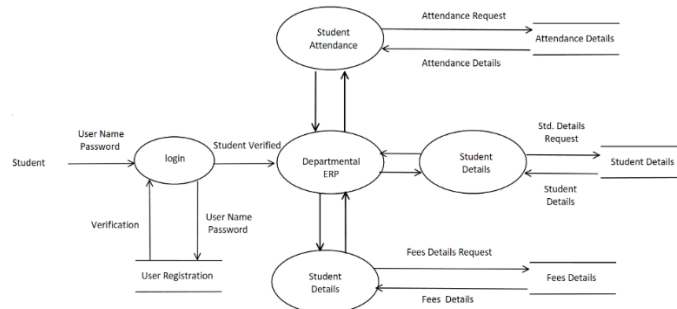 Student
Attendance
Attendance Request
Attendance Details
Attendance Details
Student
User Name
Password
login
Student Verified
Departmental
ERP
Student
Details
Std. Details
Request
Student Details
Student
Details
Verification
User Name
Password
User Registration
Student
Details
Fees Details Request
Fees Details
Fees Details